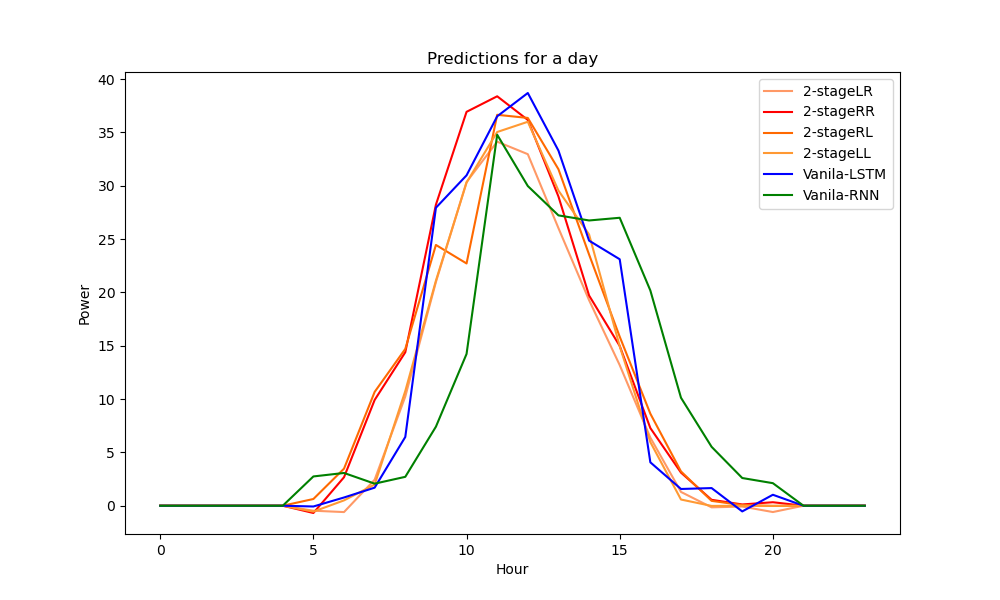 Predictions for a day
40
35
30
25
20
15
10
5
0
Power
0 5 10 15 20
Hour
2-stageLR
2-stageRR
2-stageRL
2-stageLL
Vanila-LSTM
Vanila-RNN